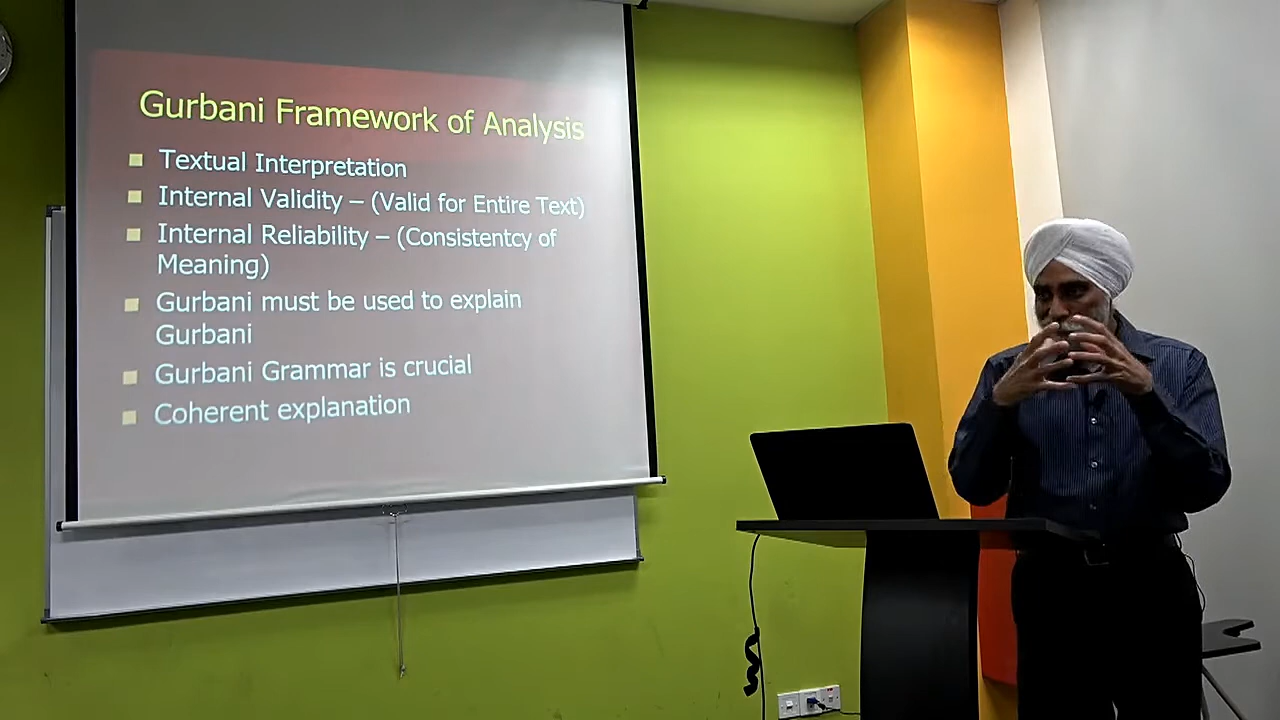 Gurbani Framework of Analysis
Textual Interpretation
Internal Validity – (Valid for Entire Text)
Internal Reliability – (Consistentcy of
Meaning)
Gurbani must be used to explain
Gurbani
Gurbani Grammar is crucial
Coherent explanation